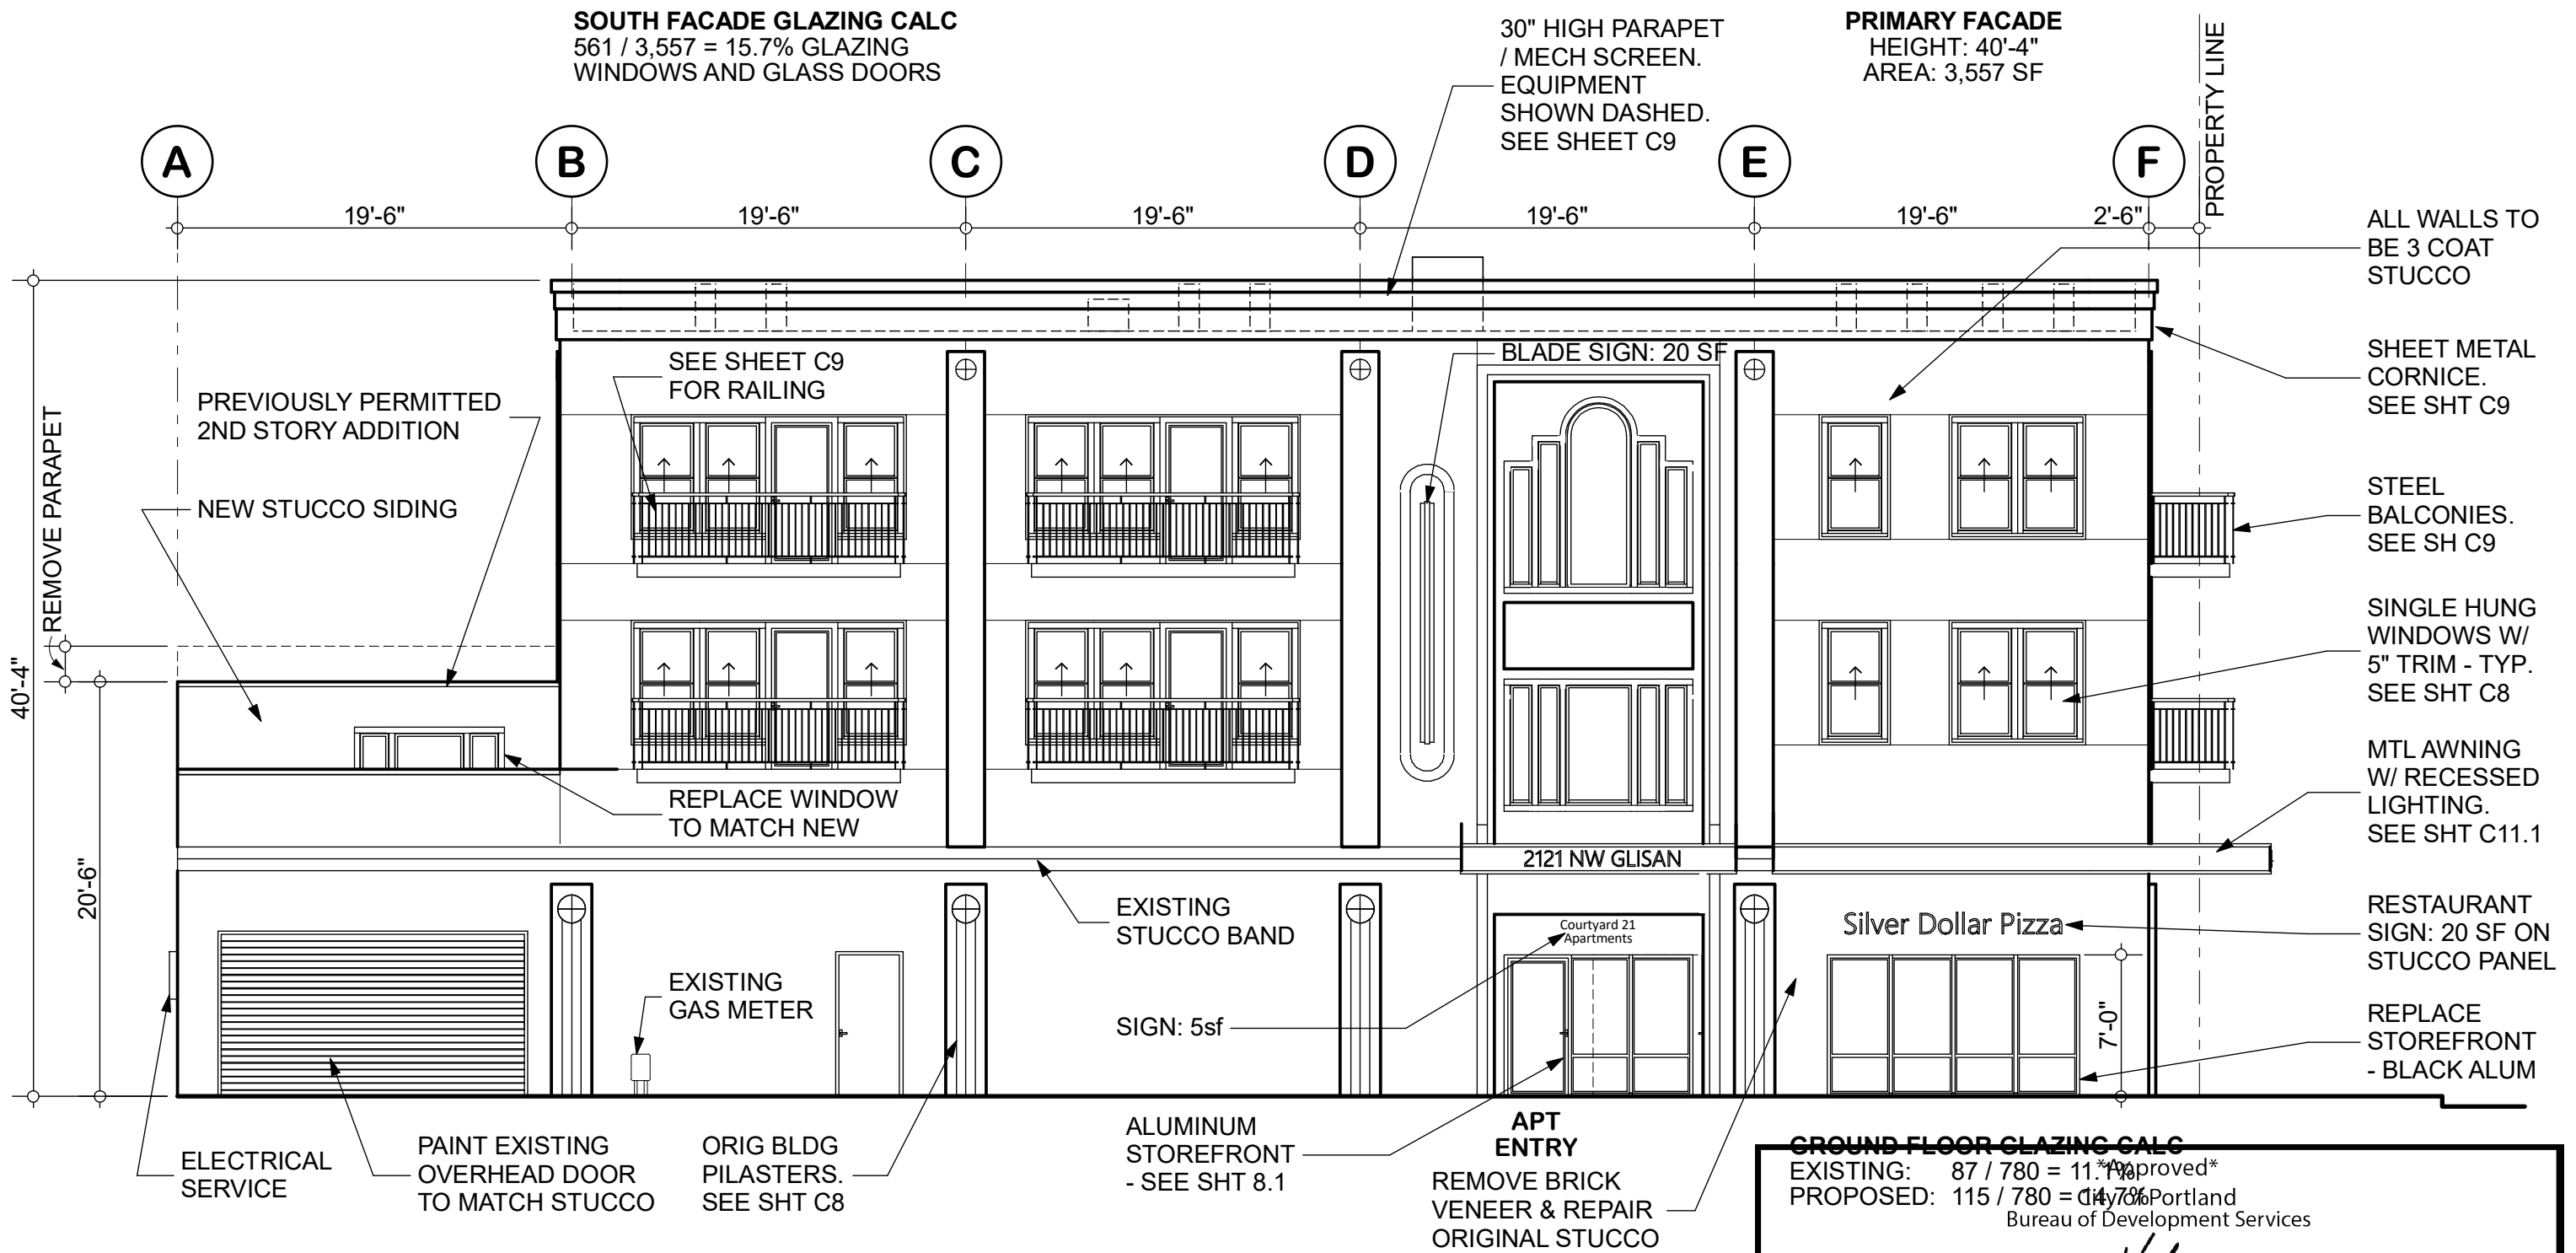 SOUTH FACADE GLAZING CALC
561 / 3,557 = 15.7% GLAZING
WINDOWS AND GLASS DOORS
30" HIGH PARAPET
/ MECH SCREEN.
EQUIPMENT
SHOWN DASHED.
SEE SHEET C9
PRIMARY FACADE
HEIGHT: 40'-4"
AREA: 3,557 SF
PROPERTY LINE
A
B
C
D
E
F
19'-6"
19'-6"
19'-6"
19'-6"
19'-6"
2'-6"
ALL WALLS TO
BE 3 COAT
STUCCO
SHEET METAL
CORNICE.
SEE SHT C9
STEEL
BALCONIES.
SEE SH C9
SINGLE HUNG
WINDOWS W/
5" TRIM - TYP.
SEE SHT C8
MTL AWNING
W/ RECESSED
LIGHTING.
SEE SHT C11.1
RESTAURANT
SIGN: 20 SF ON
STUCCO PANEL
REPLACE
STOREFRONT
- BLACK ALUM
SEE SHEET C9
FOR RAILING
BLADE SIGN: 20 SF
PREVIOUSLY PERMITTED
2ND STORY ADDITION
NEW STUCCO SIDING
REMOVE PARAPET
40'-4"
20'-6"
REPLACE WINDOW
TO MATCH NEW
2121 NW GLISAN
EXISTING
STUCCO BAND
Courtyard 21
Apartments
Silver Dollar Pizza
EXISTING
GAS METER
SIGN: 5sf
7'-0"
ELECTRICAL
SERVICE
PAINT EXISTING
OVERHEAD DOOR
TO MATCH STUCCO
ORIG BLDG
PILASTERS.
SEE SHT C8
ALUMINUM
STOREFRONT
- SEE SHT 8.1
APT
ENTRY
REMOVE BRICK
VENEER & REPAIR
ORIGINAL STUCCO
GROUND FLOOR GLAZING CALC
EXISTING: 87 / 780 = 11.1%
PROPOSED: 115 / 780 = 14.7%
*Approved*
City of Portland
Bureau of Development Services